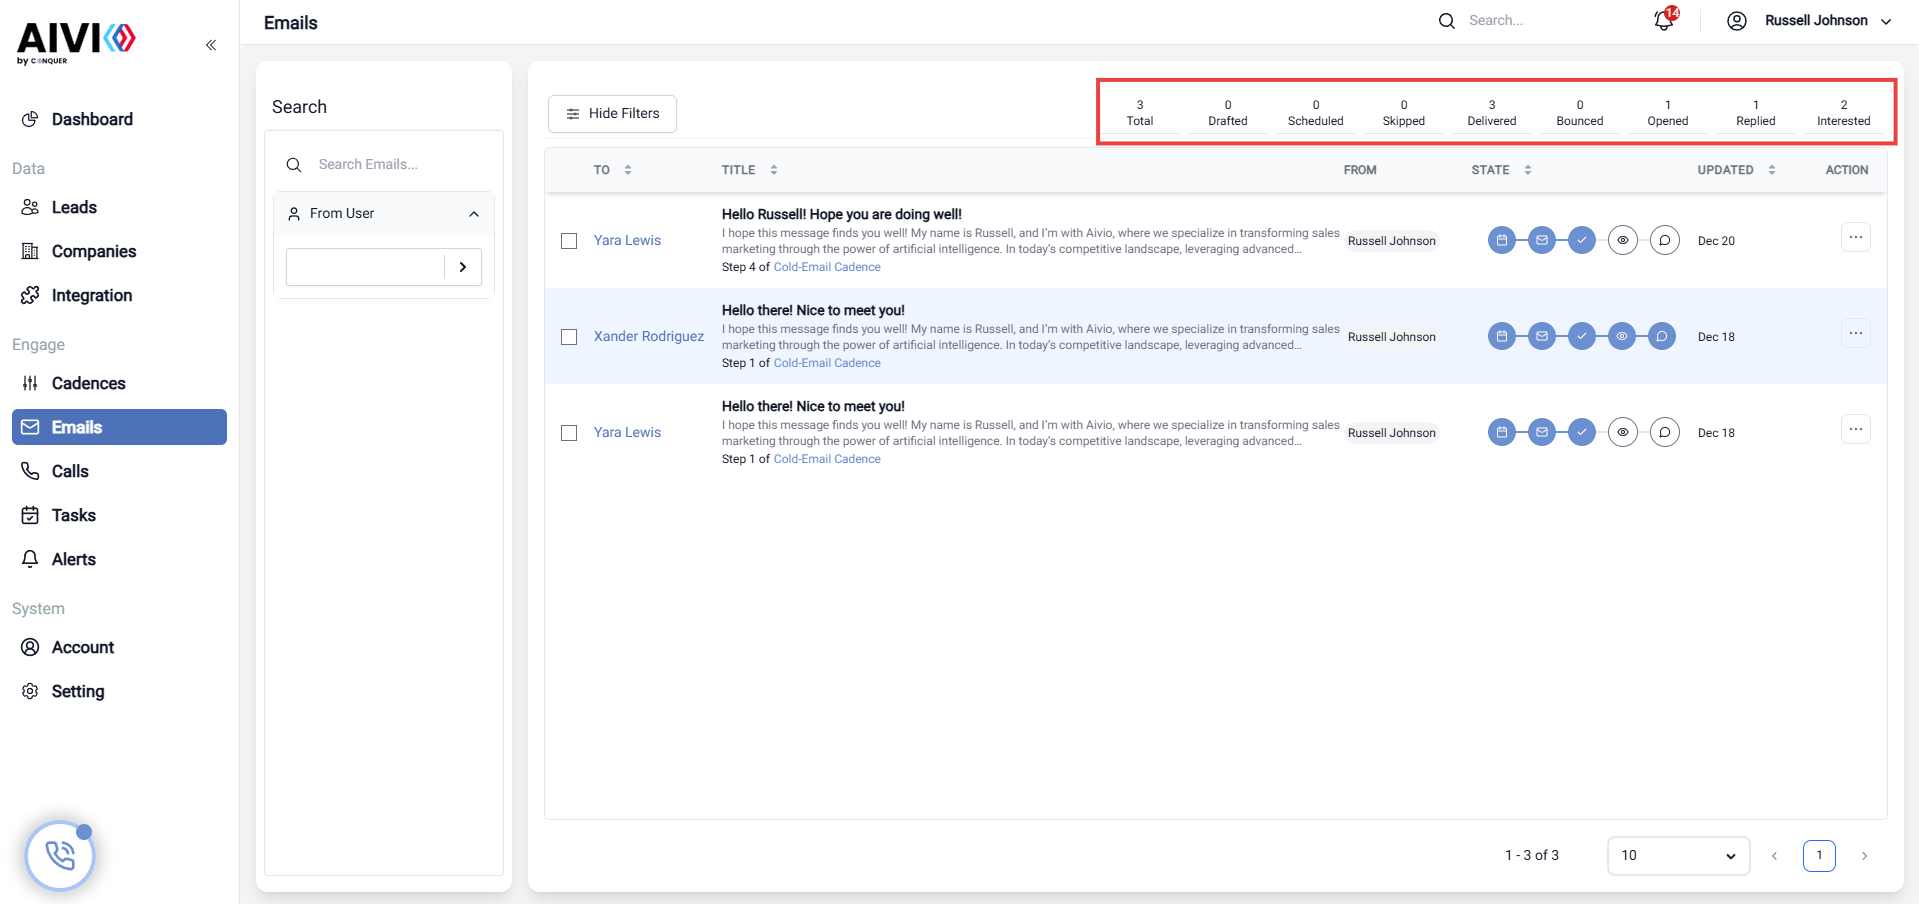 AIVI
by CONQUER
Emails
Search...
14
Russell Johnson
Dashboard
Data
Leads
Companies
Integration
Engage
Cadences
Emails
Calls
Tasks
Alerts
System
Account
Setting
Search
Search Emails...
From User
Hide Filters
3 0 0 0 3 0 1 1 2
Total Drafted Scheduled Skipped Delivered Bounced Opened Replied Interested
TO TITLE FROM STATE UPDATED ACTION
Hello Russell! Hope you are doing well!
I hope this message finds you well! My name is Russell, and I'm with Aivio, where we specialize in transforming sales
Yara Lewis Russell Johnson Dec 20
marketing through the power of artificial intelligence. In today's competitive landscape, leveraging advanced...
Step 4 of Cold-Email Cadence
Hello there! Nice to meet you!
I hope this message finds you well! My name is Russell, and I'm with Aivio, where we specialize in transforming sales
Xander Rodriguez Russell Johnson Dec 18
marketing through the power of artificial intelligence. In today's competitive landscape, leveraging advanced...
Step 1 of Cold-Email Cadence
Hello there! Nice to meet you!
I hope this message finds you well! My name is Russell, and I'm with Aivio, where we specialize in transforming sales
Yara Lewis Russell Johnson Dec 18
marketing through the power of artificial intelligence. In today's competitive landscape, leveraging advanced...
Step 1 of Cold-Email Cadence
1 - 3 of 3 10 1